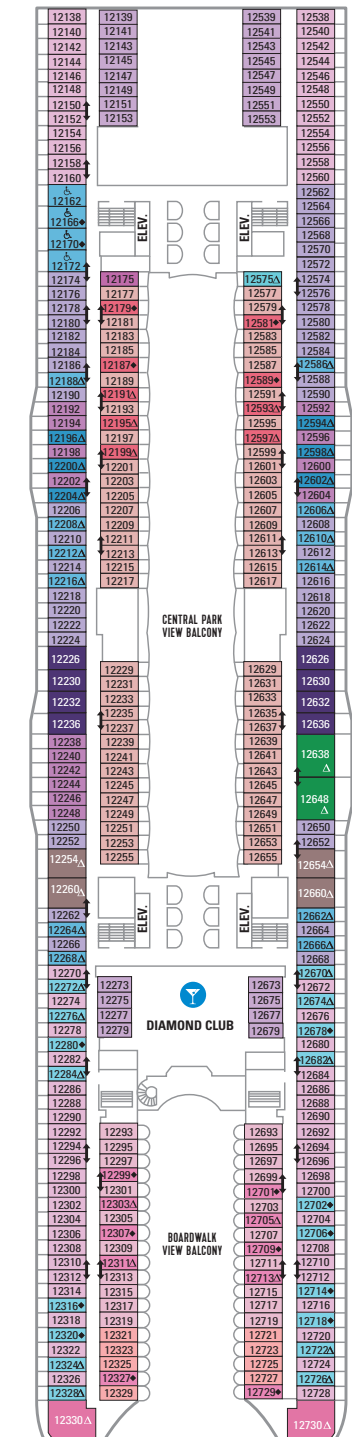 12138 12139 12539 12538
12140 12141 12541 12540
12142 12143 12543 12542
12144 12145 12545 12544
12146 12147 12547 12546
12148 12149 12549 12548
12150 12151 12551 12550
12152 12153 12553 12552
12154 12554
12156 12556
12158 12558
12160 12560
12162 12562
12564
12166◆ 12566
ELEV. ELEV.
12568
12170◆ 12570
12172 12572
12174 12175 12575△ 12574
12176 12177 12577 12576
12178 12179◆ 12579 12578
12180 12181 12581◆ 12580
12182 12183 12583 12582
12184 12185 12585 12584
12186 12187◆ 12587 12586△
12188△ 12189 12589◆ 12588
12190 12191△ 12591 12590
12192 12193 12593△ 12592
12194 12195△ 12595 12594△
12196△ 12197 12597△ 12596
12198 12199△ 12599 12598△
12200△ 12201 12601 12600
12202 12203 12603 12602△
12204△ 12205 12605 12604
12206 12207 12607 12606△
12208△ 12209 12609 12608
12210 12211 12611 12610△
12212△ 12213 12613 12612
12214 12215 12615 12614△
12216△ 12217 12617 12616
12218 12618
12220 12620
CENTRAL PARK
12222 12622
VIEW BALCONY
12224 12624
12226 12626
12229 12629
12230 12231 12631 12630
12232 12233 12633 12632
12235 12635
12236 12237 12637 12636
12238 12239 12639
12240 12241 12641 12638
12242 12243 12643 △
12244 12245 12645
12246 12247 12647 12648
12248 12249 12649 △
12250 12251 12651 12650
12252 12253 12653 12652
12254△ 12255 12655 12654△
12260△ 12660△
12262 12662△
12264△ ELEV. ELEV. 12664
12266 12666△
12268△ 12668
12270 12670△
12272△ 12273 12673 12672
12274 12275 12675 12674△
12276△ 12277 12677 12676
12278 12279 DIAMOND CLUB 12679 12678◆
12280◆ 12680
12282 12682△
12284△ 12684
12286 12686
12288 12688
12290 12690
12292 12293 12693 12692
12294 12295 12695 12694
12296 12297 12697 12696
12298 12299◆ 12699 12698
12300 12301 12701◆ 12700
12302 12303△ 12703 12702◆
12304 12305 12705△ 12704
12306 12307◆ BOARDWALK 12707 12706◆
12308 12309 VIEW BALCONY 12709◆ 12708
12310 12311△ 12711 12710
12312 12313 12713△ 12712
12314 12315 12715 12714◆
12316◆ 12317 12717 12716
12318 12319 12719 12718◆
12320◆ 12321 12721 12720
12322 12323 12723 12722△
12324△ 12325 12725 12724
12326 12327◆ 12727 12726△
12328△ 12329 12729◆ 12728
12330△ 12730△